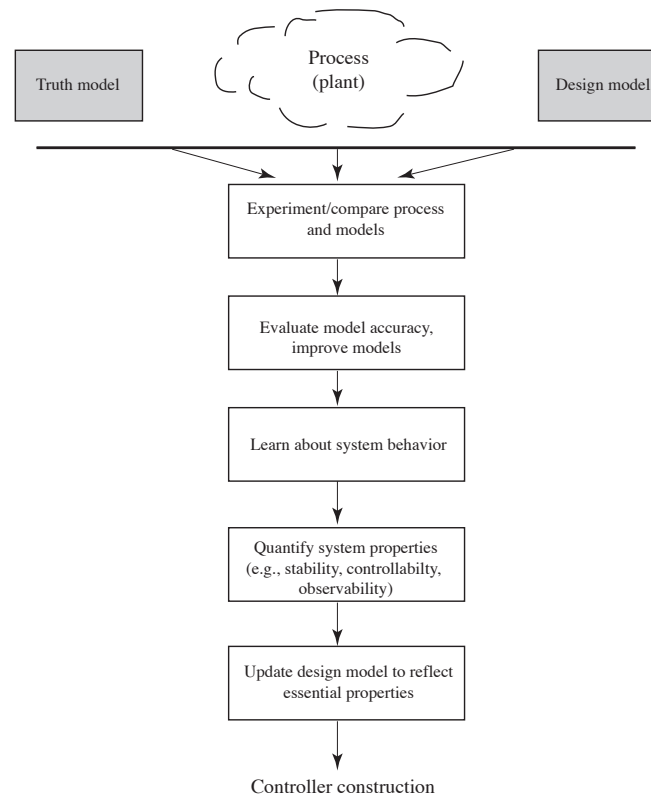 Truth model
Process
(plant)
Design model
Experiment/compare process
and models
Evaluate model accuracy,
improve models
Learn about system behavior
Quantify system properties
(e.g., stability, controllabilty,
observability)
Update design model to reflect
essential properties
Controller construction